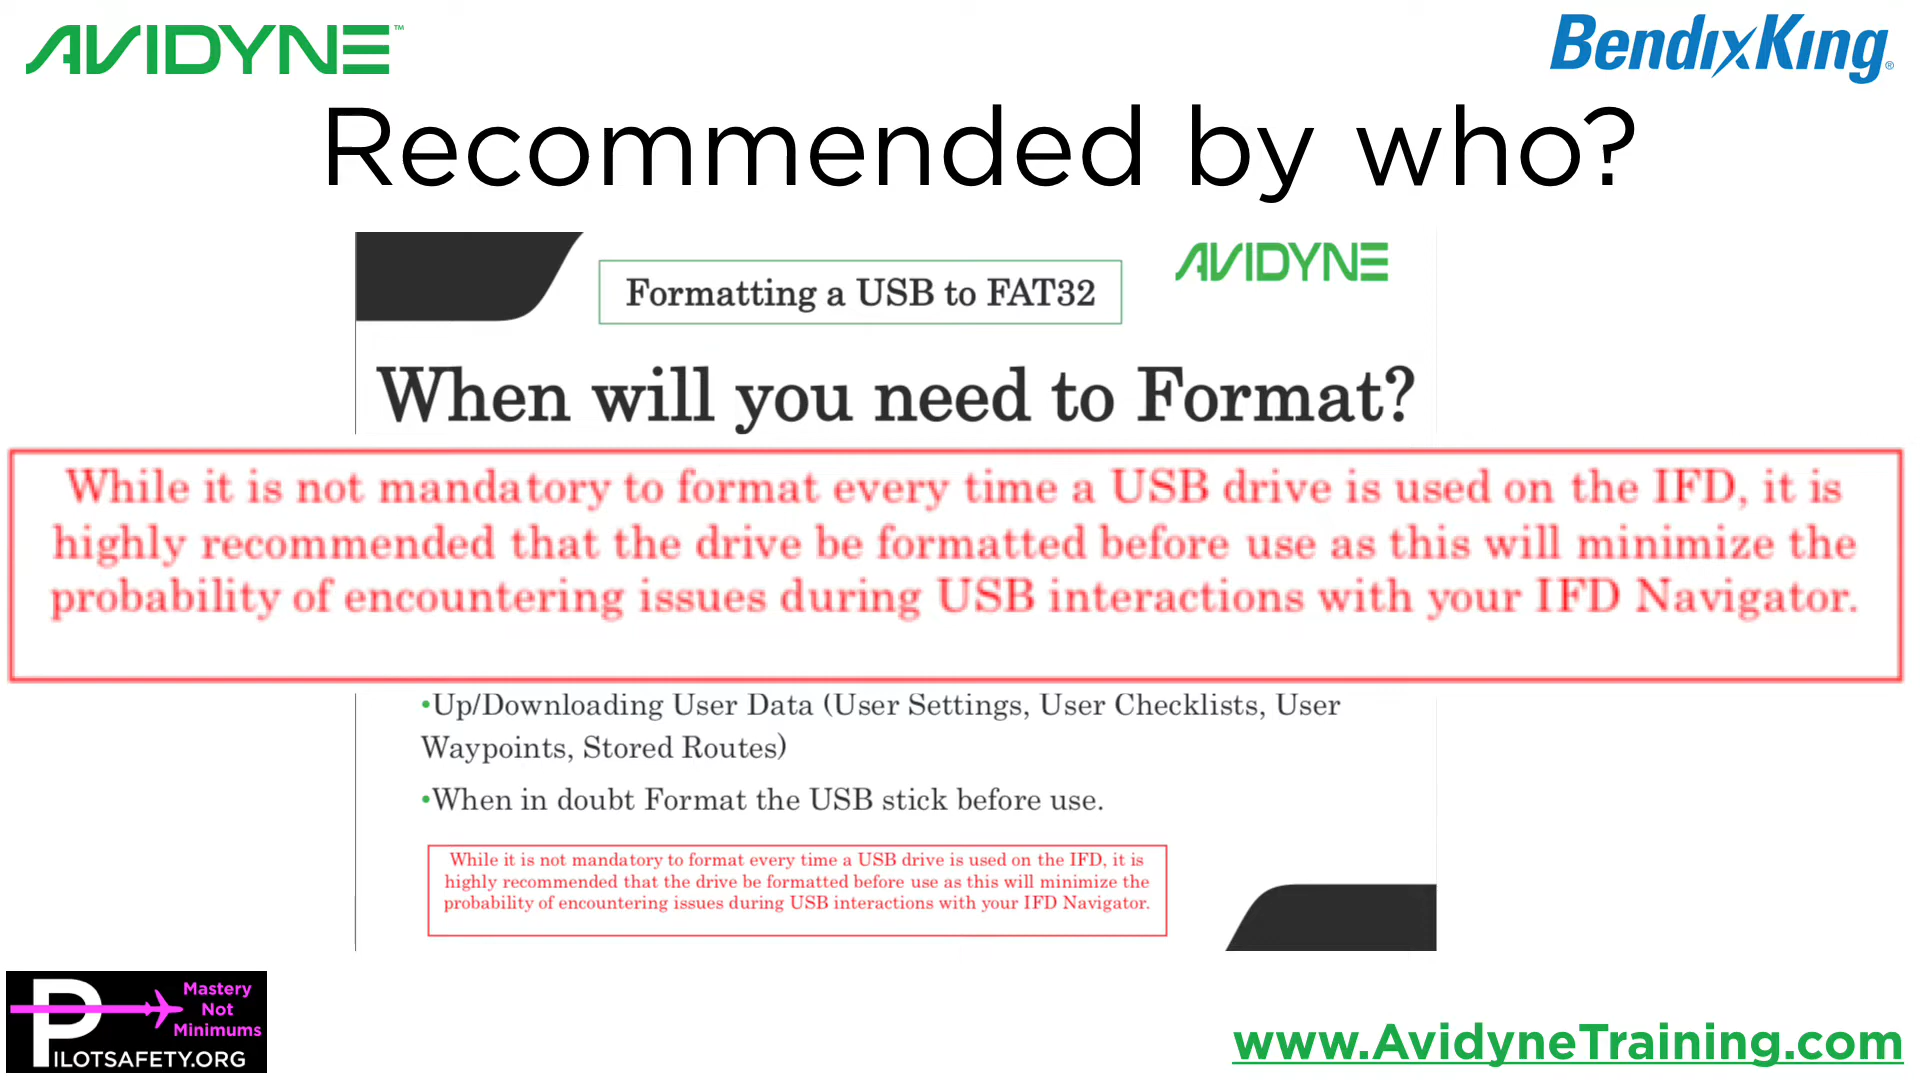 AVIDYNE™
BendixKing®
Recommended by who?
AVIDYNE
Formatting a USB to FAT32
When will you need to Format?
While it is not mandatory to format every time a USB drive is used on the IFD, it is
highly recommended that the drive be formatted before use as this will minimize the
probability of encountering issues during USB interactions with your IFD Navigator.
•Up/Downloading User Data (User Settings, User Checklists, User
Waypoints, Stored Routes)
•When in doubt Format the USB stick before use.
While it is not mandatory to format every time a USB drive is used on the IFD, it is
highly recommended that the drive be formatted before use as this will minimize the
probability of encountering issues during USB interactions with your IFD Navigator.
Mastery
Not
Minimums
PILOTSAFETY.ORG
www.AvidyneTraining.com